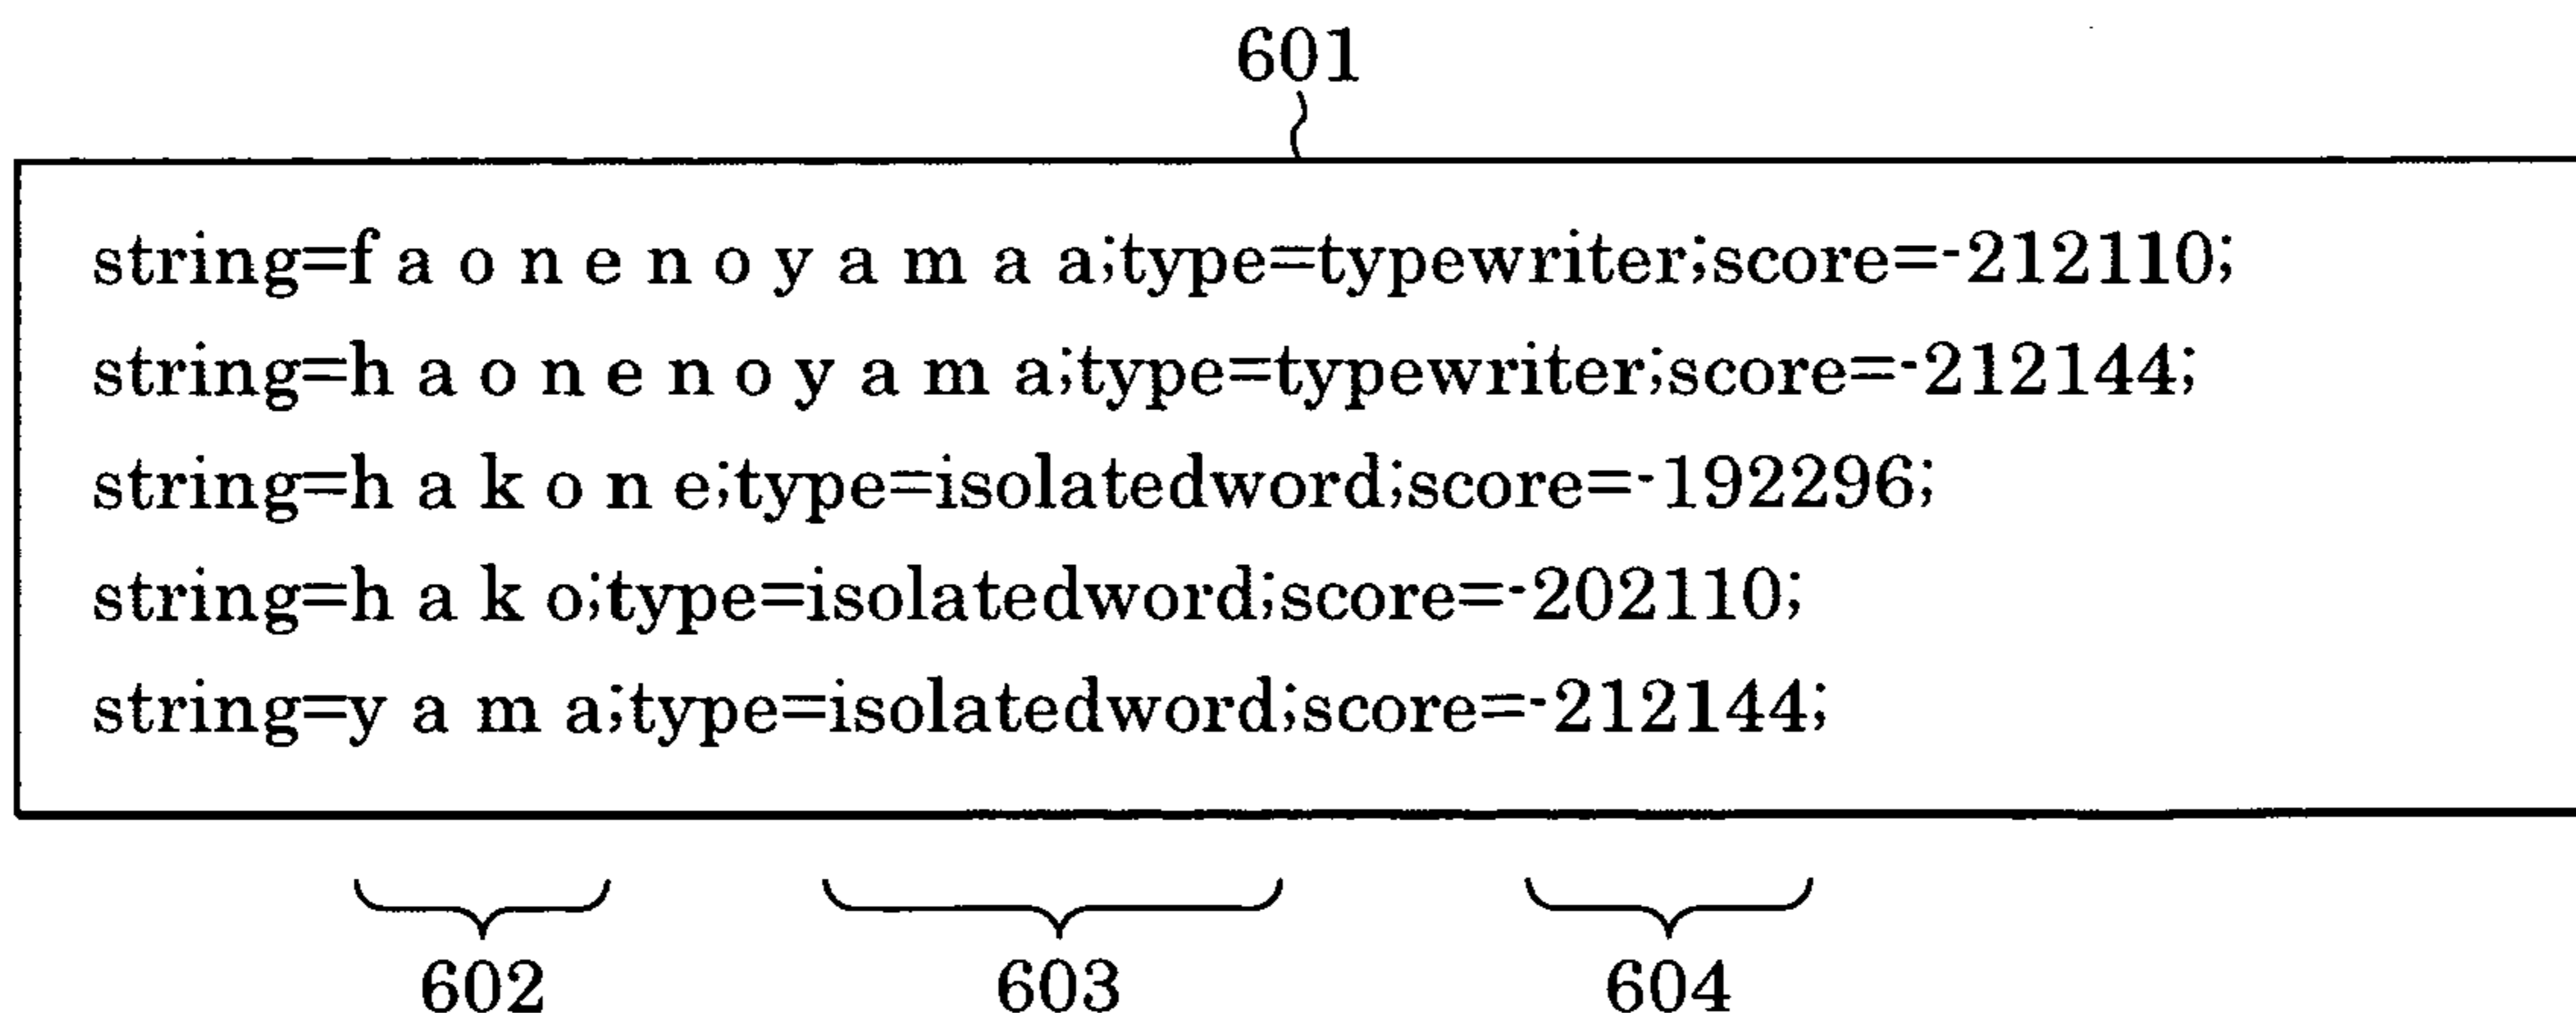 601
string=f a o n e n o y a m a a;type=typewriter;score=-212110;
string=h a o n e n o y a m a;type=typewriter;score=-212144;
string=h a k o n e;type=isolatedword;score=-192296;
string=h a k o;type=isolatedword;score=-202110;
string=y a m a;type=isolatedword;score=-212144;
602 603 604